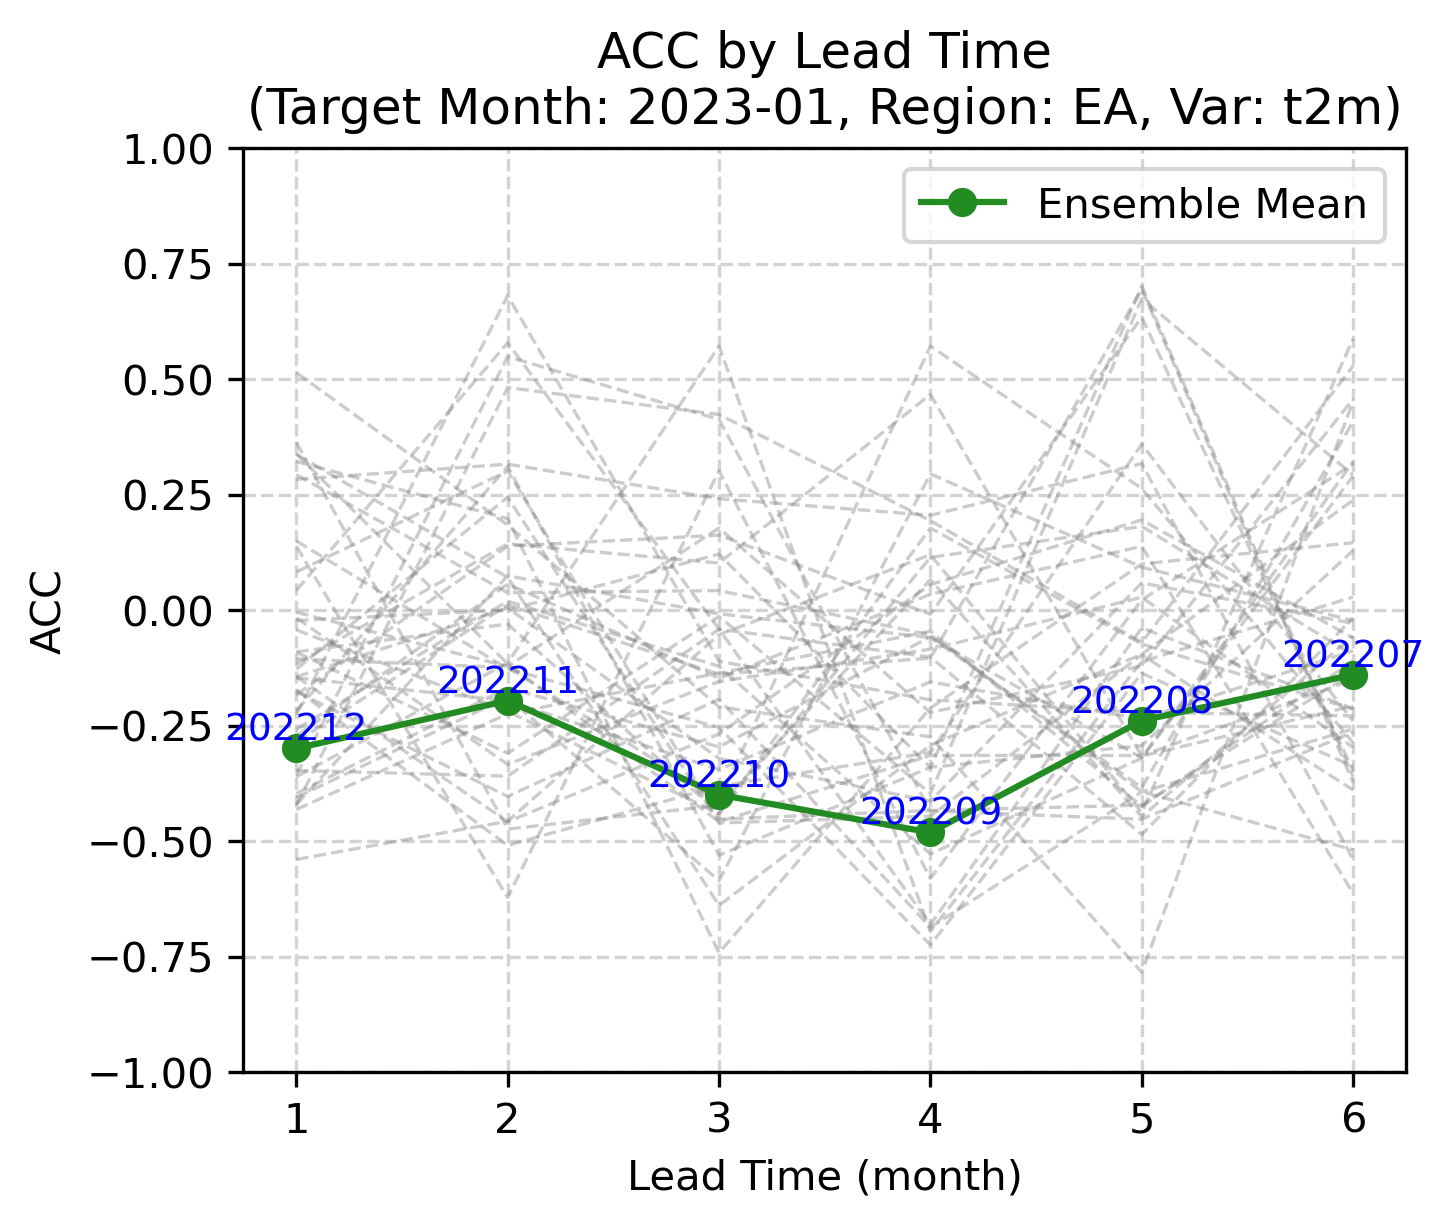 ACC by Lead Time
(Target Month: 2023-01, Region: EA, Var: t2m)
1.00
0.75
0.50
0.25
0.00
−0.25
−0.50
−0.75
−1.00
ACC
Ensemble Mean
202212
202211
202210
202209
202208
202207
1 2 3 4 5 6
Lead Time (month)